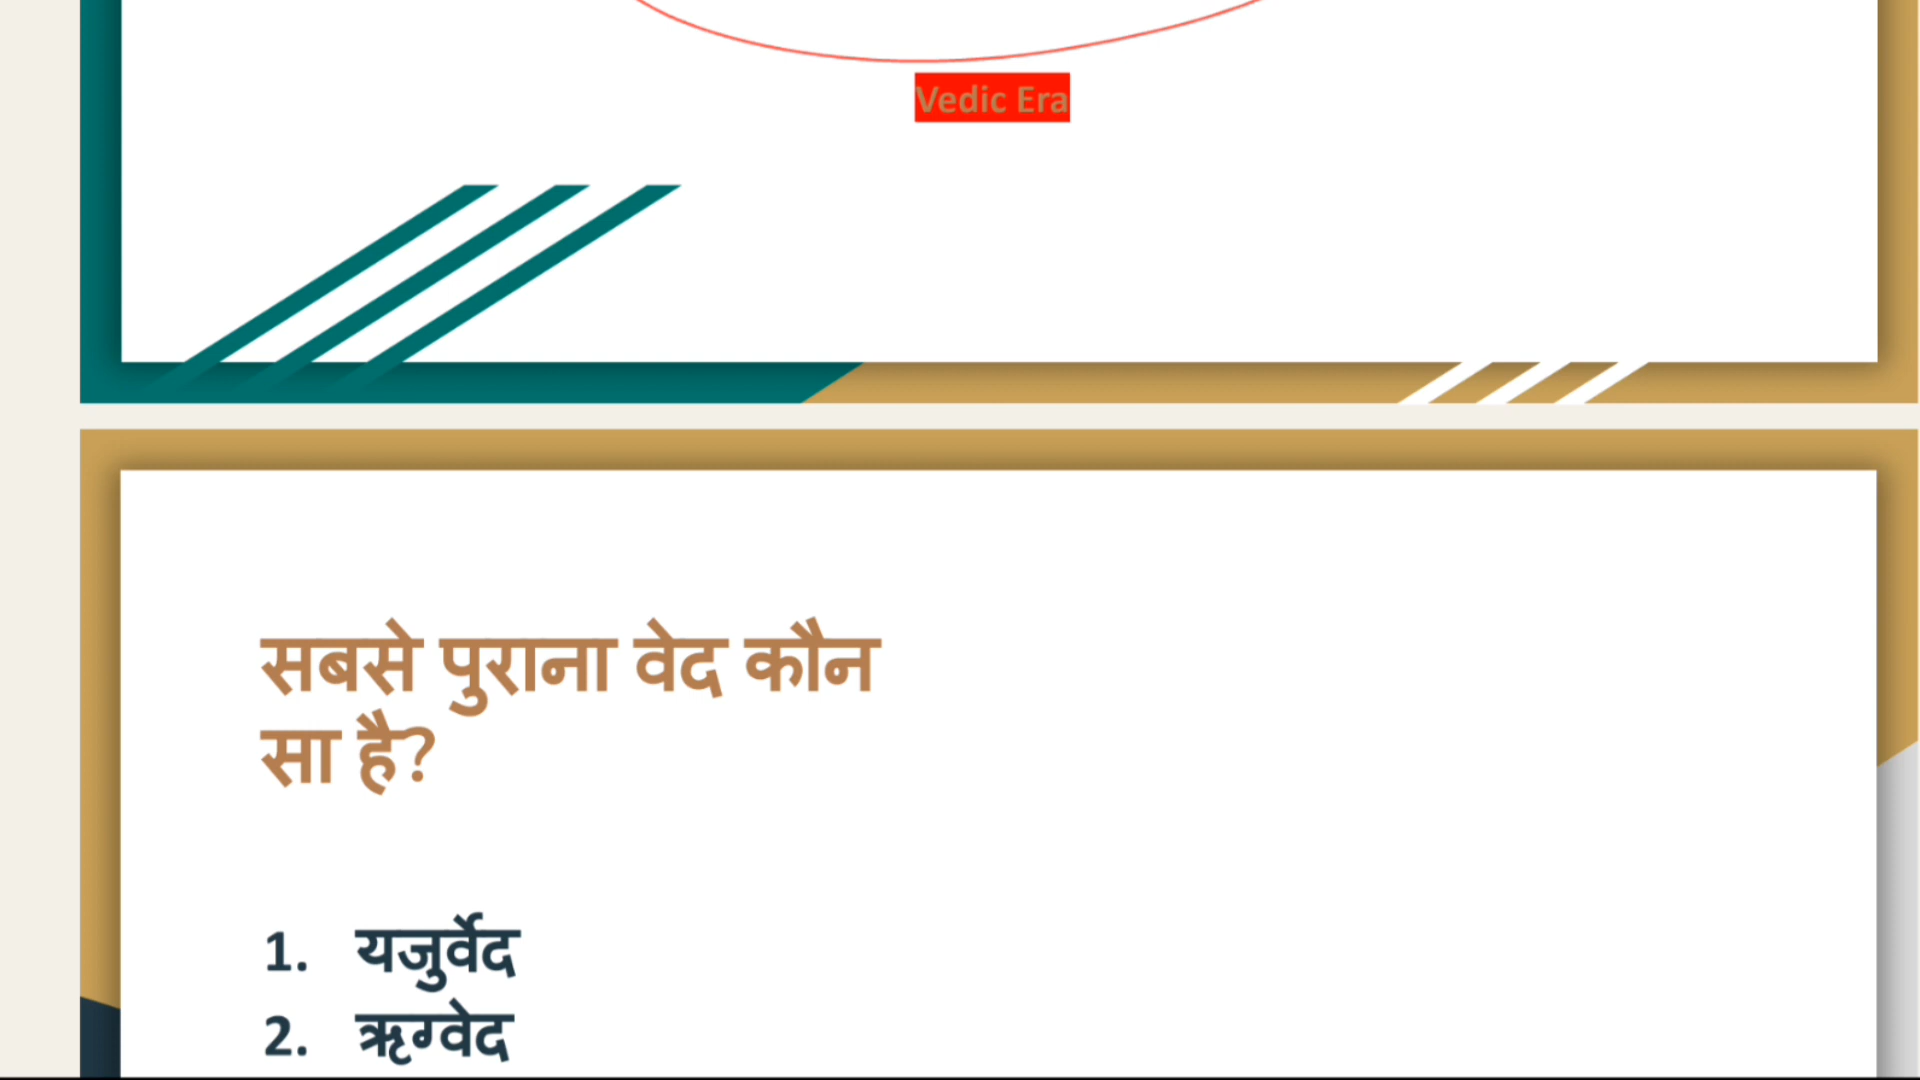 Vedic Era
सबसे पुराना वेद कौन
सा है?
1. यजुर्वेद
2. ऋग्वेद